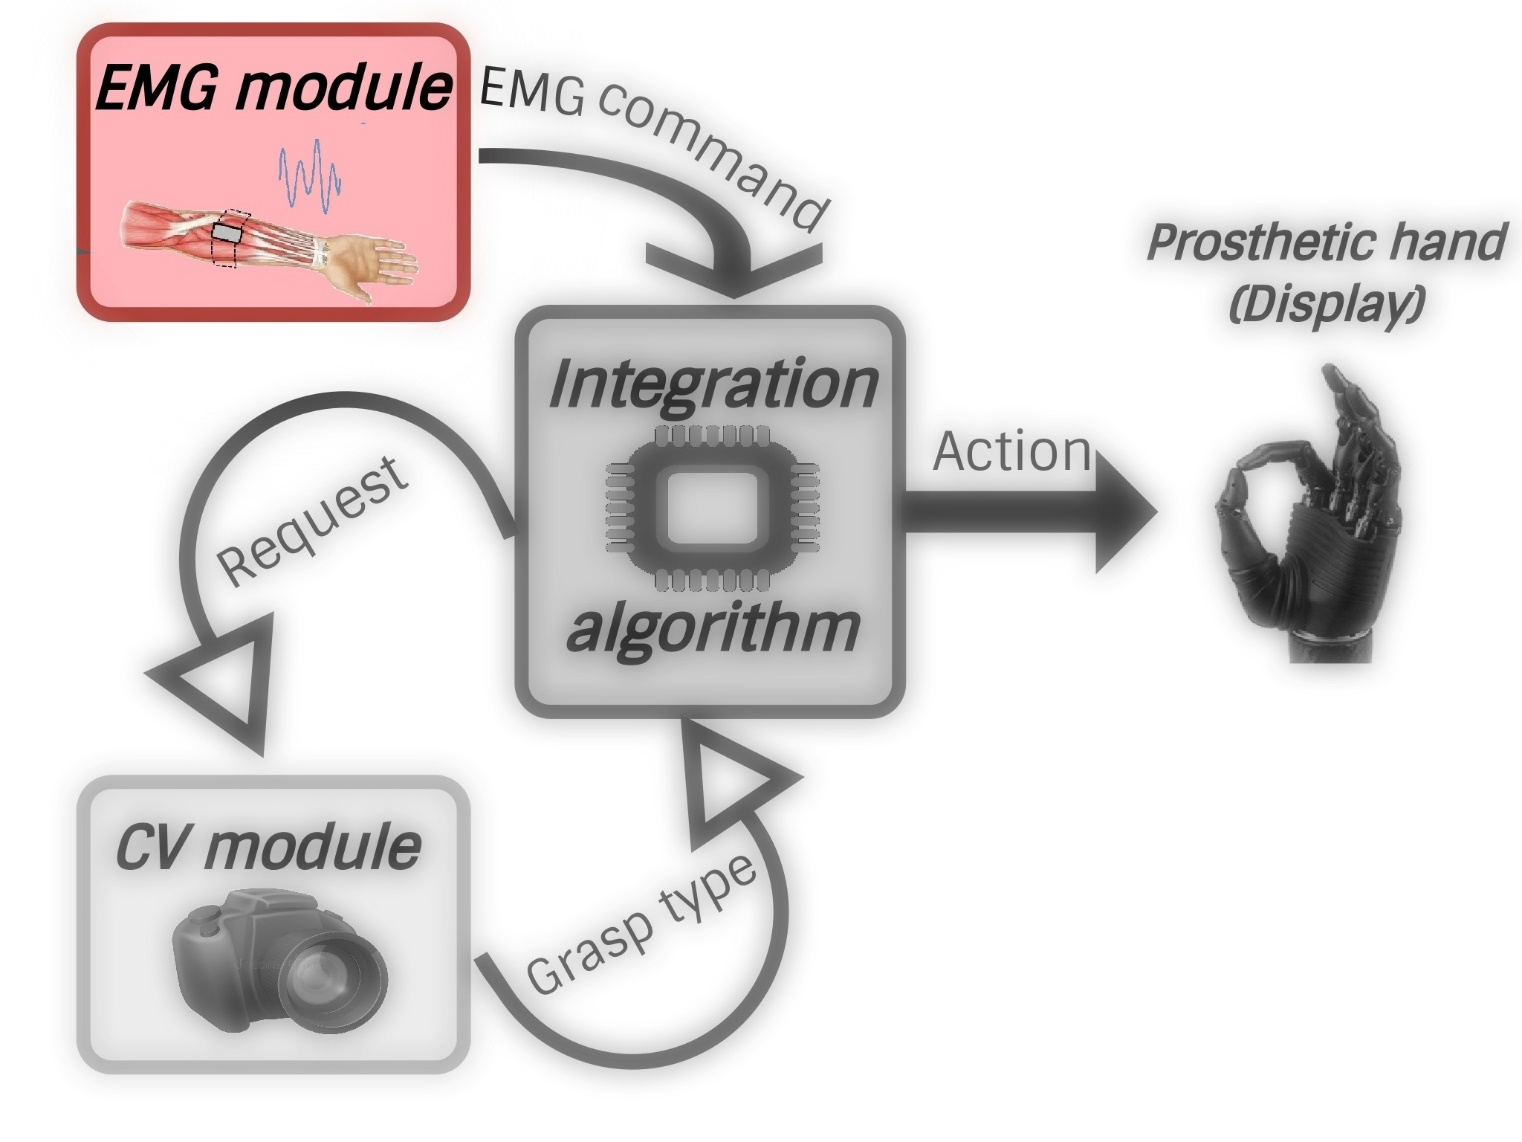 EMG module
EMG command
Prosthetic hand
(Display)
Integration
algorithm
Action
Request
CV module
Grasp type